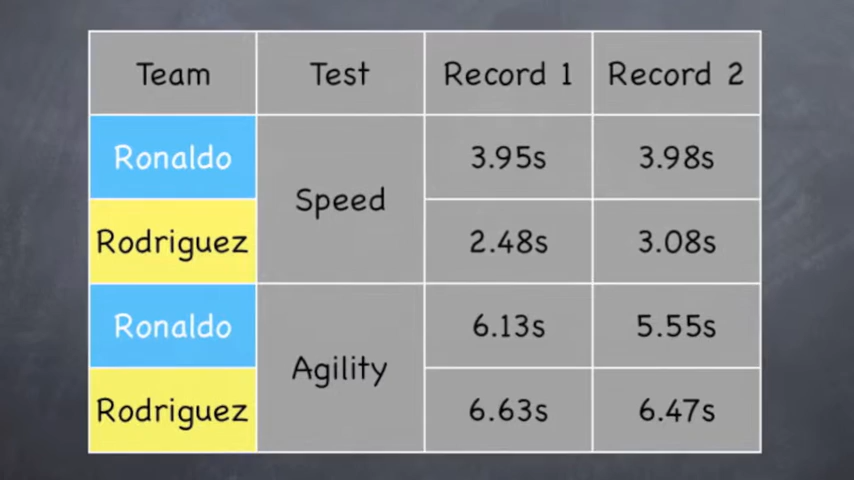 Team Test Record 1 Record 2
Ronaldo Speed 3.95s 3.98s
Rodriguez 2.48s 3.08s
Ronaldo Agility 6.13s 5.55s
Rodriguez 6.63s 6.47s